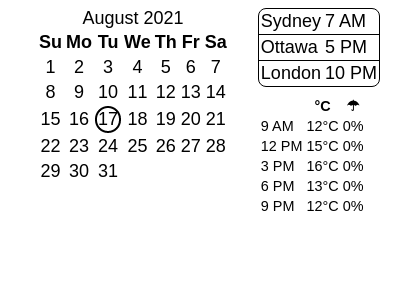 August 2021
Su Mo Tu We Th Fr Sa
1 2 3 4 5 6 7
8 9 10 11 12 13 14
15 16 17 18 19 20 21
22 23 24 25 26 27 28
29 30 31
Sydney 7 AM
Ottawa 5 PM
London 10 PM
°C ☂
9 AM 12°C 0%
12 PM 15°C 0%
3 PM 16°C 0%
6 PM 13°C 0%
9 PM 12°C 0%